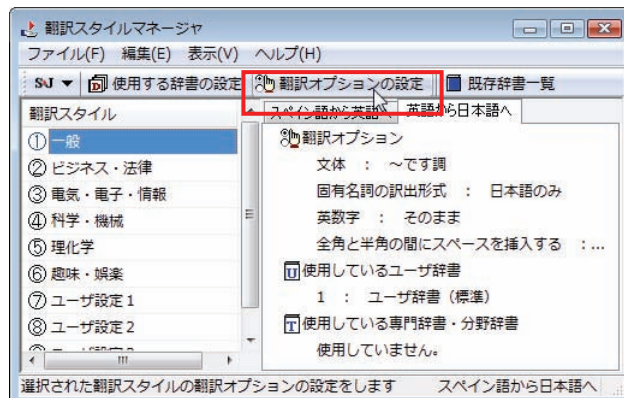 翻訳スタイルマネージャ
ファイル(F) 編集(E) 表示(V) ヘルプ(H)
S▸J 使用する辞書の設定 翻訳オプションの設定 既存辞書一覧
翻訳スタイル
① 一般
② ビジネス・法律
③ 電気・電子・情報
④ 科学・機械
⑤ 理化学
⑥ 趣味・娯楽
⑦ ユーザ設定1
⑧ ユーザ設定2
スペイン語から英語へ 英語から日本語へ
翻訳オプション
文体 : ~です調
固有名詞の訳出形式 : 日本語のみ
英数字 : そのまま
全角と半角の間にスペースを挿入する :...
U 使用しているユーザ辞書
1 : ユーザ辞書 (標準)
T 使用している専門辞書・分野辞書
使用していません。
選択された翻訳スタイルの翻訳オプションの設定をします スペイン語から日本語へ